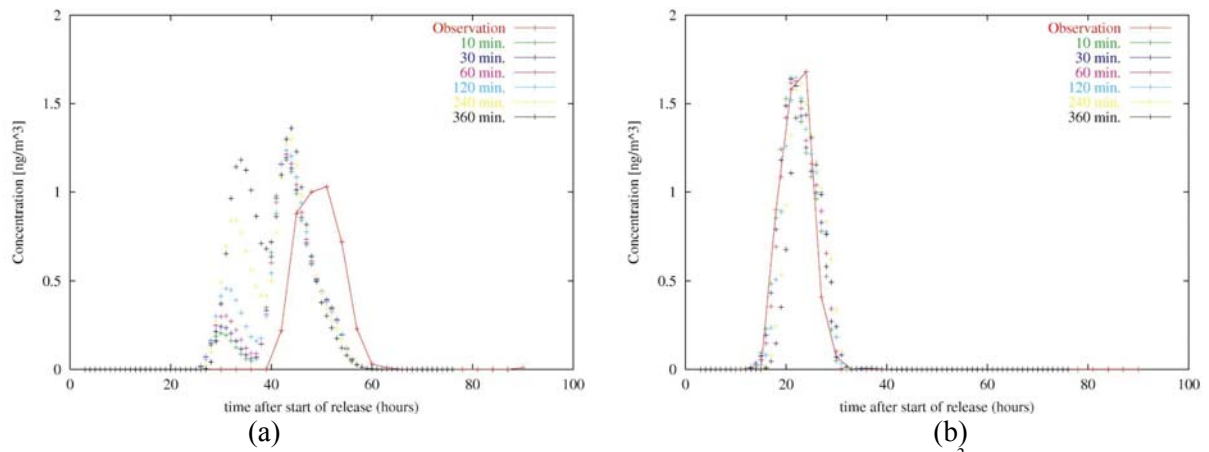 2
1.5
1
0.5
0
Concentration [ng/m^3]
Observation
10 min.
30 min.
60 min.
120 min.
240 min.
360 min.
0 20 40 60 80 100
time after start of release (hours)
(a)
2
1.5
1
0.5
0
Concentration [ng/m^3]
Observation
10 min.
30 min.
60 min.
120 min.
240 min.
360 min.
0 20 40 60 80 100
time after start of release (hours)
(b)
3